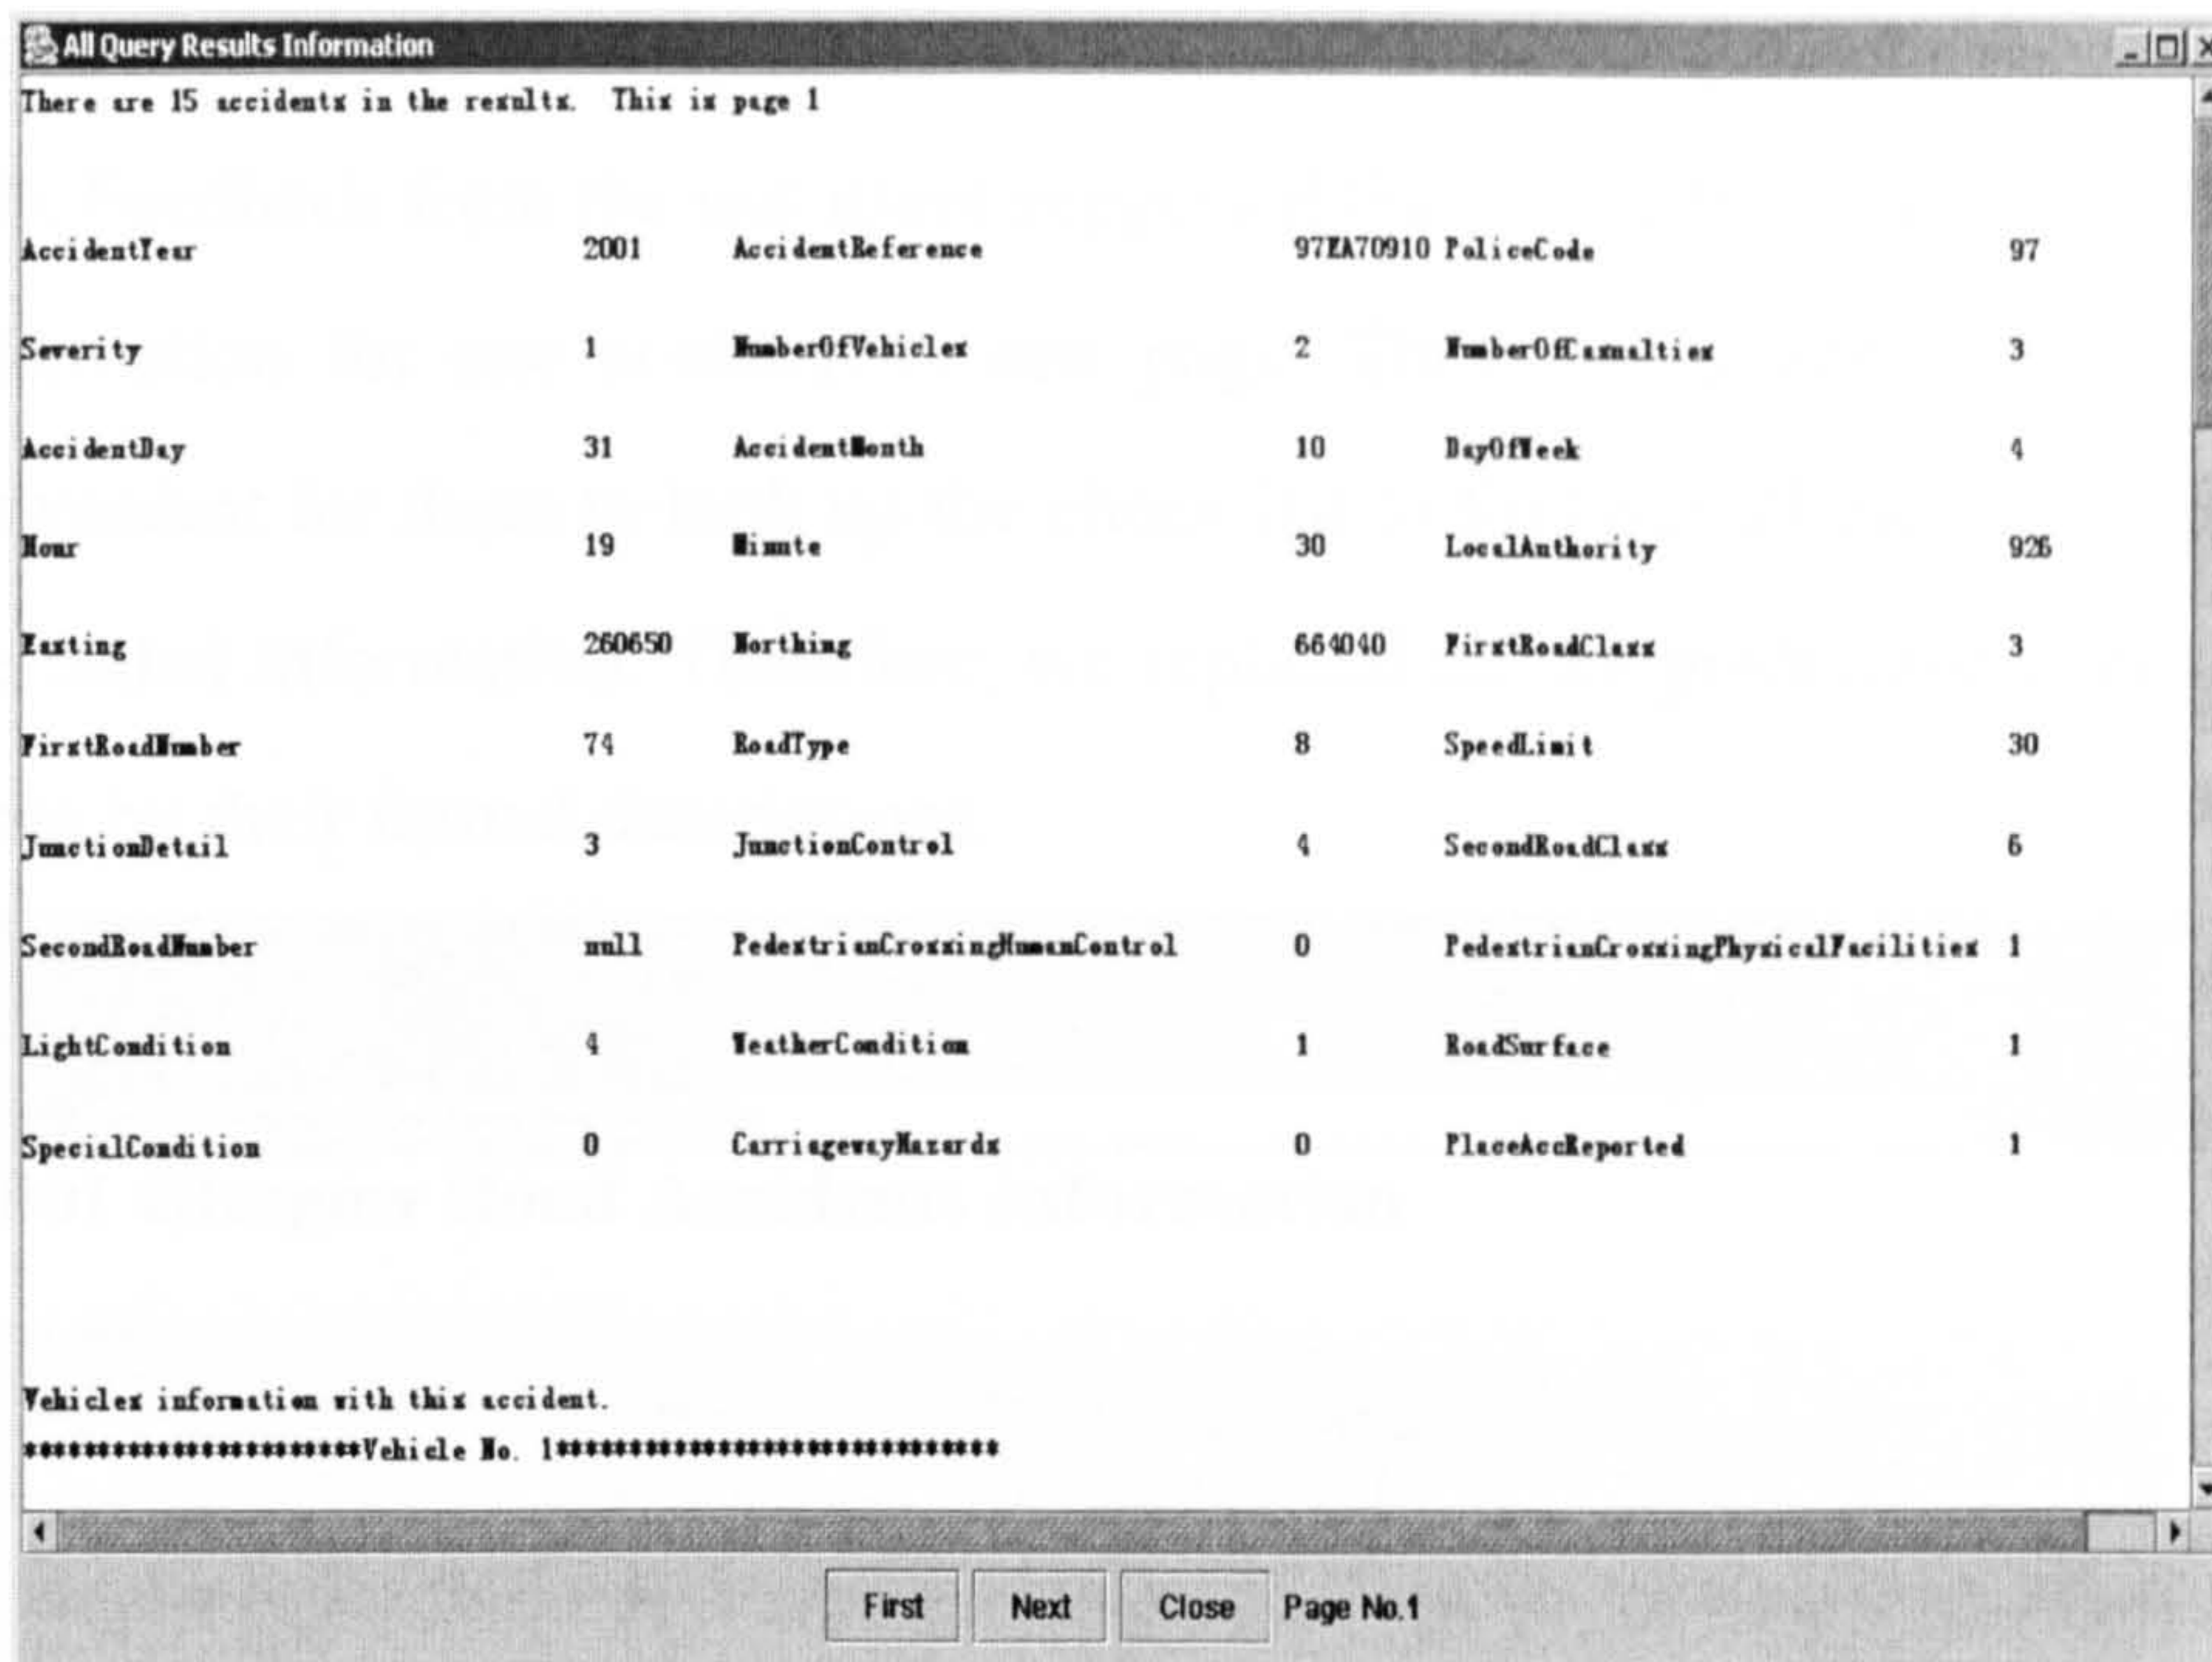 All Query Results Information
There are 15 accidents in the results. This is page 1
AccidentYear 2001 AccidentReference 97EA70910 PoliceCode 97
Severity 1 NumberOfVehicles 2 NumberOfCasualties 3
AccidentDay 31 AccidentMonth 10 DayOfWeek 4
Hour 19 Minute 30 LocalAuthority 926
Easting 260650 Northing 664040 FirstRoadClass 3
FirstRoadNumber 74 RoadType 8 SpeedLimit 30
JunctionDetail 3 JunctionControl 4 SecondRoadClass 6
SecondRoadNumber null PedestrianCrossingHumanControl 0 PedestrianCrossingPhysicalFacilities 1
LightCondition 4 WeatherCondition 1 RoadSurface 1
SpecialCondition 0 CarriagewayHazards 0 PlaceAccReported 1
Vehicles information with this accident.
***********************Vehicle No. 1******************************
First Next Close Page No.1